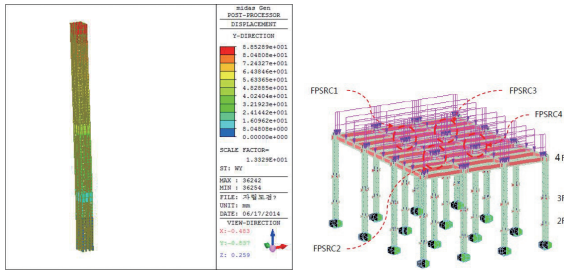 midas Gen
POST-PROCESSOR
DISPLACEMENT
Y-DIRECTION
8.85289e+001
8.04808e+001
7.24327e+001
6.43846e+001
5.63365e+001
4.82885e+001
4.02404e+001
3.21923e+001
2.41442e+001
1.60962e+001
8.04808e+000
0.00000e+000
SCALE FACTOR=
1.3329E+001
ST: WY
MAX : 36242
MIN : 36254
FILE:
UNIT: mm
DATE: 06/17/2014
VIEW-DIRECTION
X:-0.483
Z: 0.259
FPSRC1
FPSRC3
FPSRC4
4F
3F
2F
FPSRC2